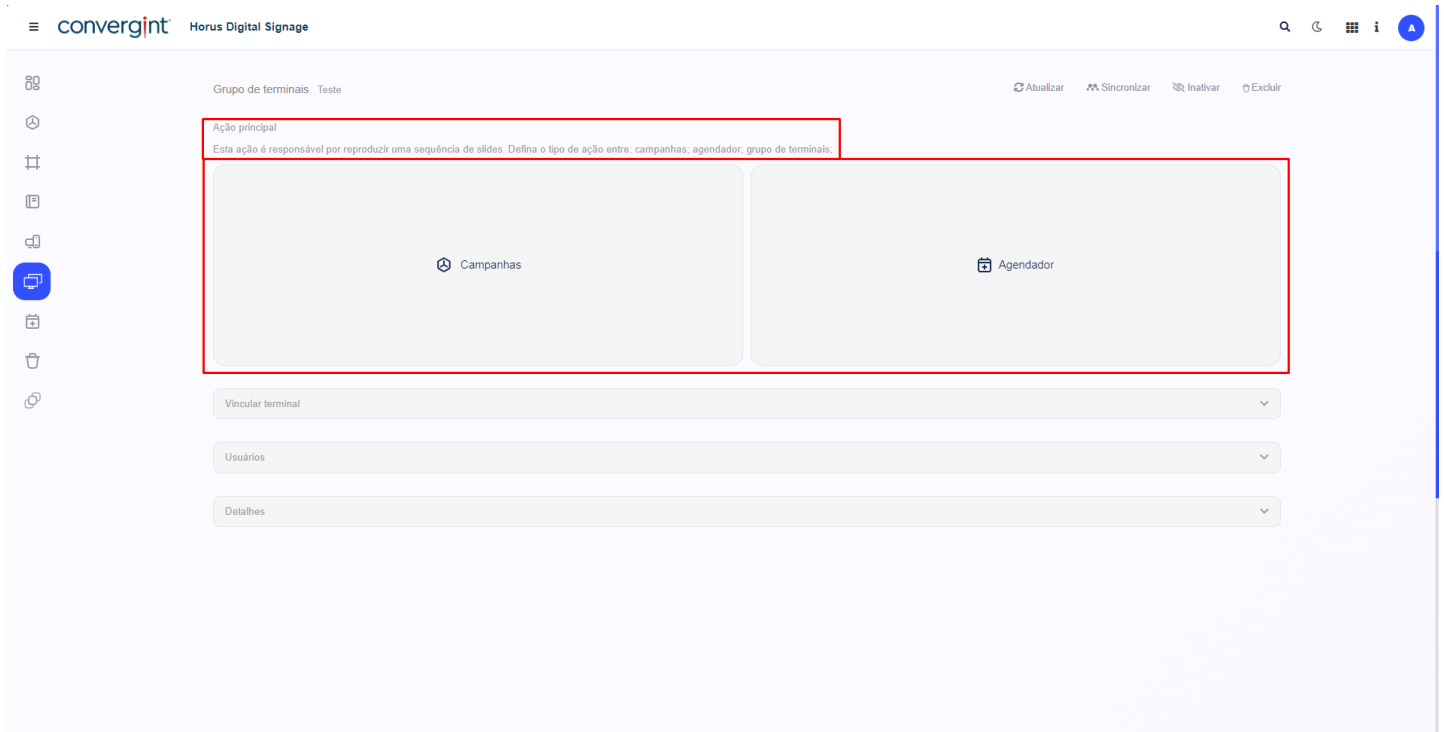 convergint Horus Digital Signage
A
Grupo de terminais Teste
Atualizar Sincronizar Inativar Excluir
Ação principal
Esta ação é responsável por reproduzir uma sequência de slides. Defina o tipo de ação entre: campanhas; agendador; grupo de terminais;
Campanhas
Agendador
Vincular terminal
Usuários
Detalhes